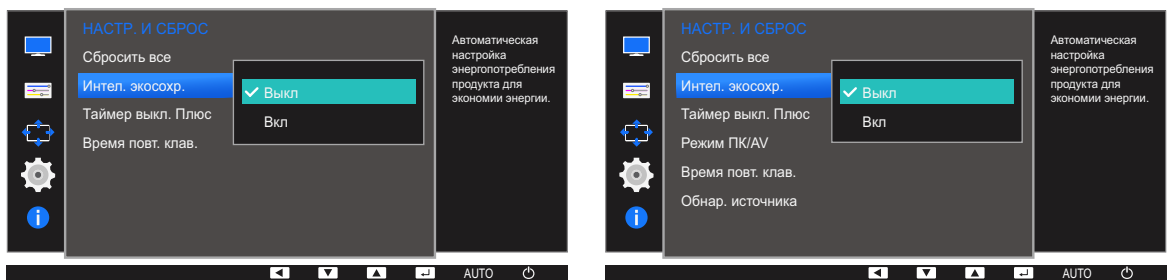 НАСТР. И СБРОС
Сбросить все
Интел. экосохр.
Таймер выкл. Плюс
Время повт. клав.
Выкл
Вкл
Автоматическая
настройка
энергопотребления
продукта для
экономии энергии.
AUTO
НАСТР. И СБРОС
Сбросить все
Интел. экосохр.
Таймер выкл. Плюс
Режим ПК/AV
Время повт. клав.
Обнар. источника
Выкл
Вкл
Автоматическая
настройка
энергопотребления
продукта для
экономии энергии.
AUTO